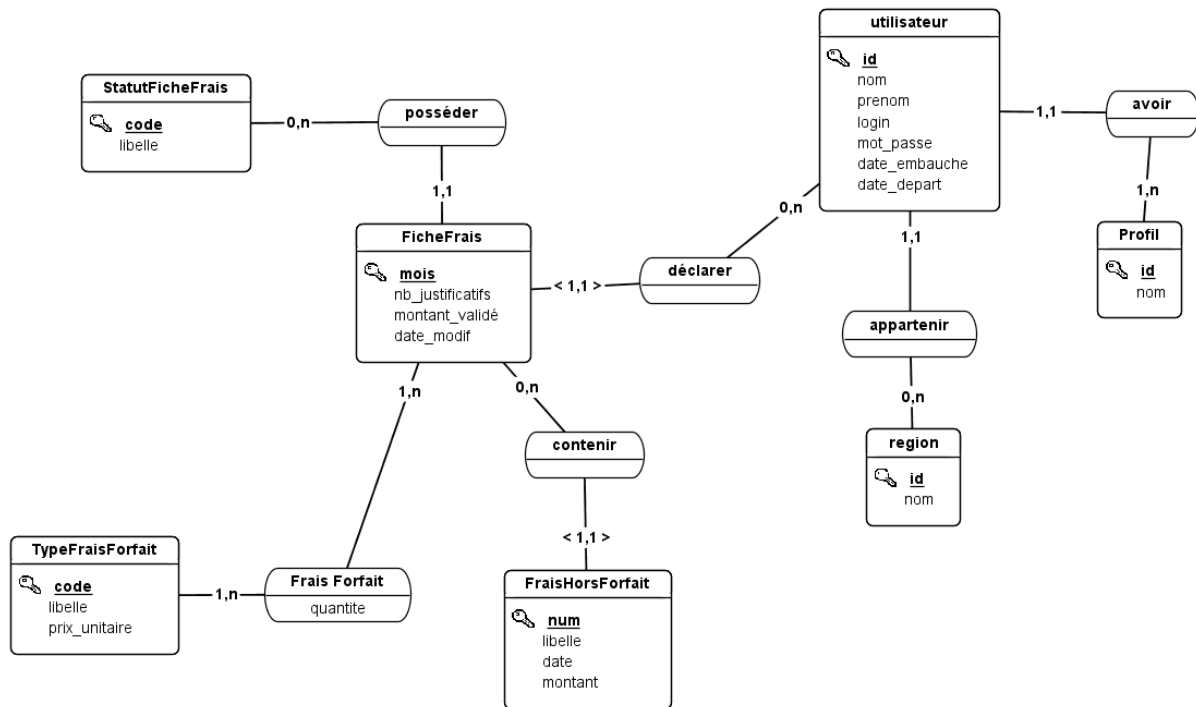 utilisateur
id
nom
prenom
login
mot_passe
date_embauche
date_depart
StatutFicheFrais
code
libelle
0,n
posséder
1,1
avoir
1,1
1,n
Profil
id
nom
FicheFrais
mois
nb_justificatifs
montant_validé
date_modif
< 1,1 >
déclarer
0,n
1,1
appartenir
0,n
region
id
nom
1,n
0,n
contenir
< 1,1 >
TypeFraisForfait
code
libelle
prix_unitaire
1,n
Frais Forfait
quantite
FraisHorsForfait
num
libelle
date
montant